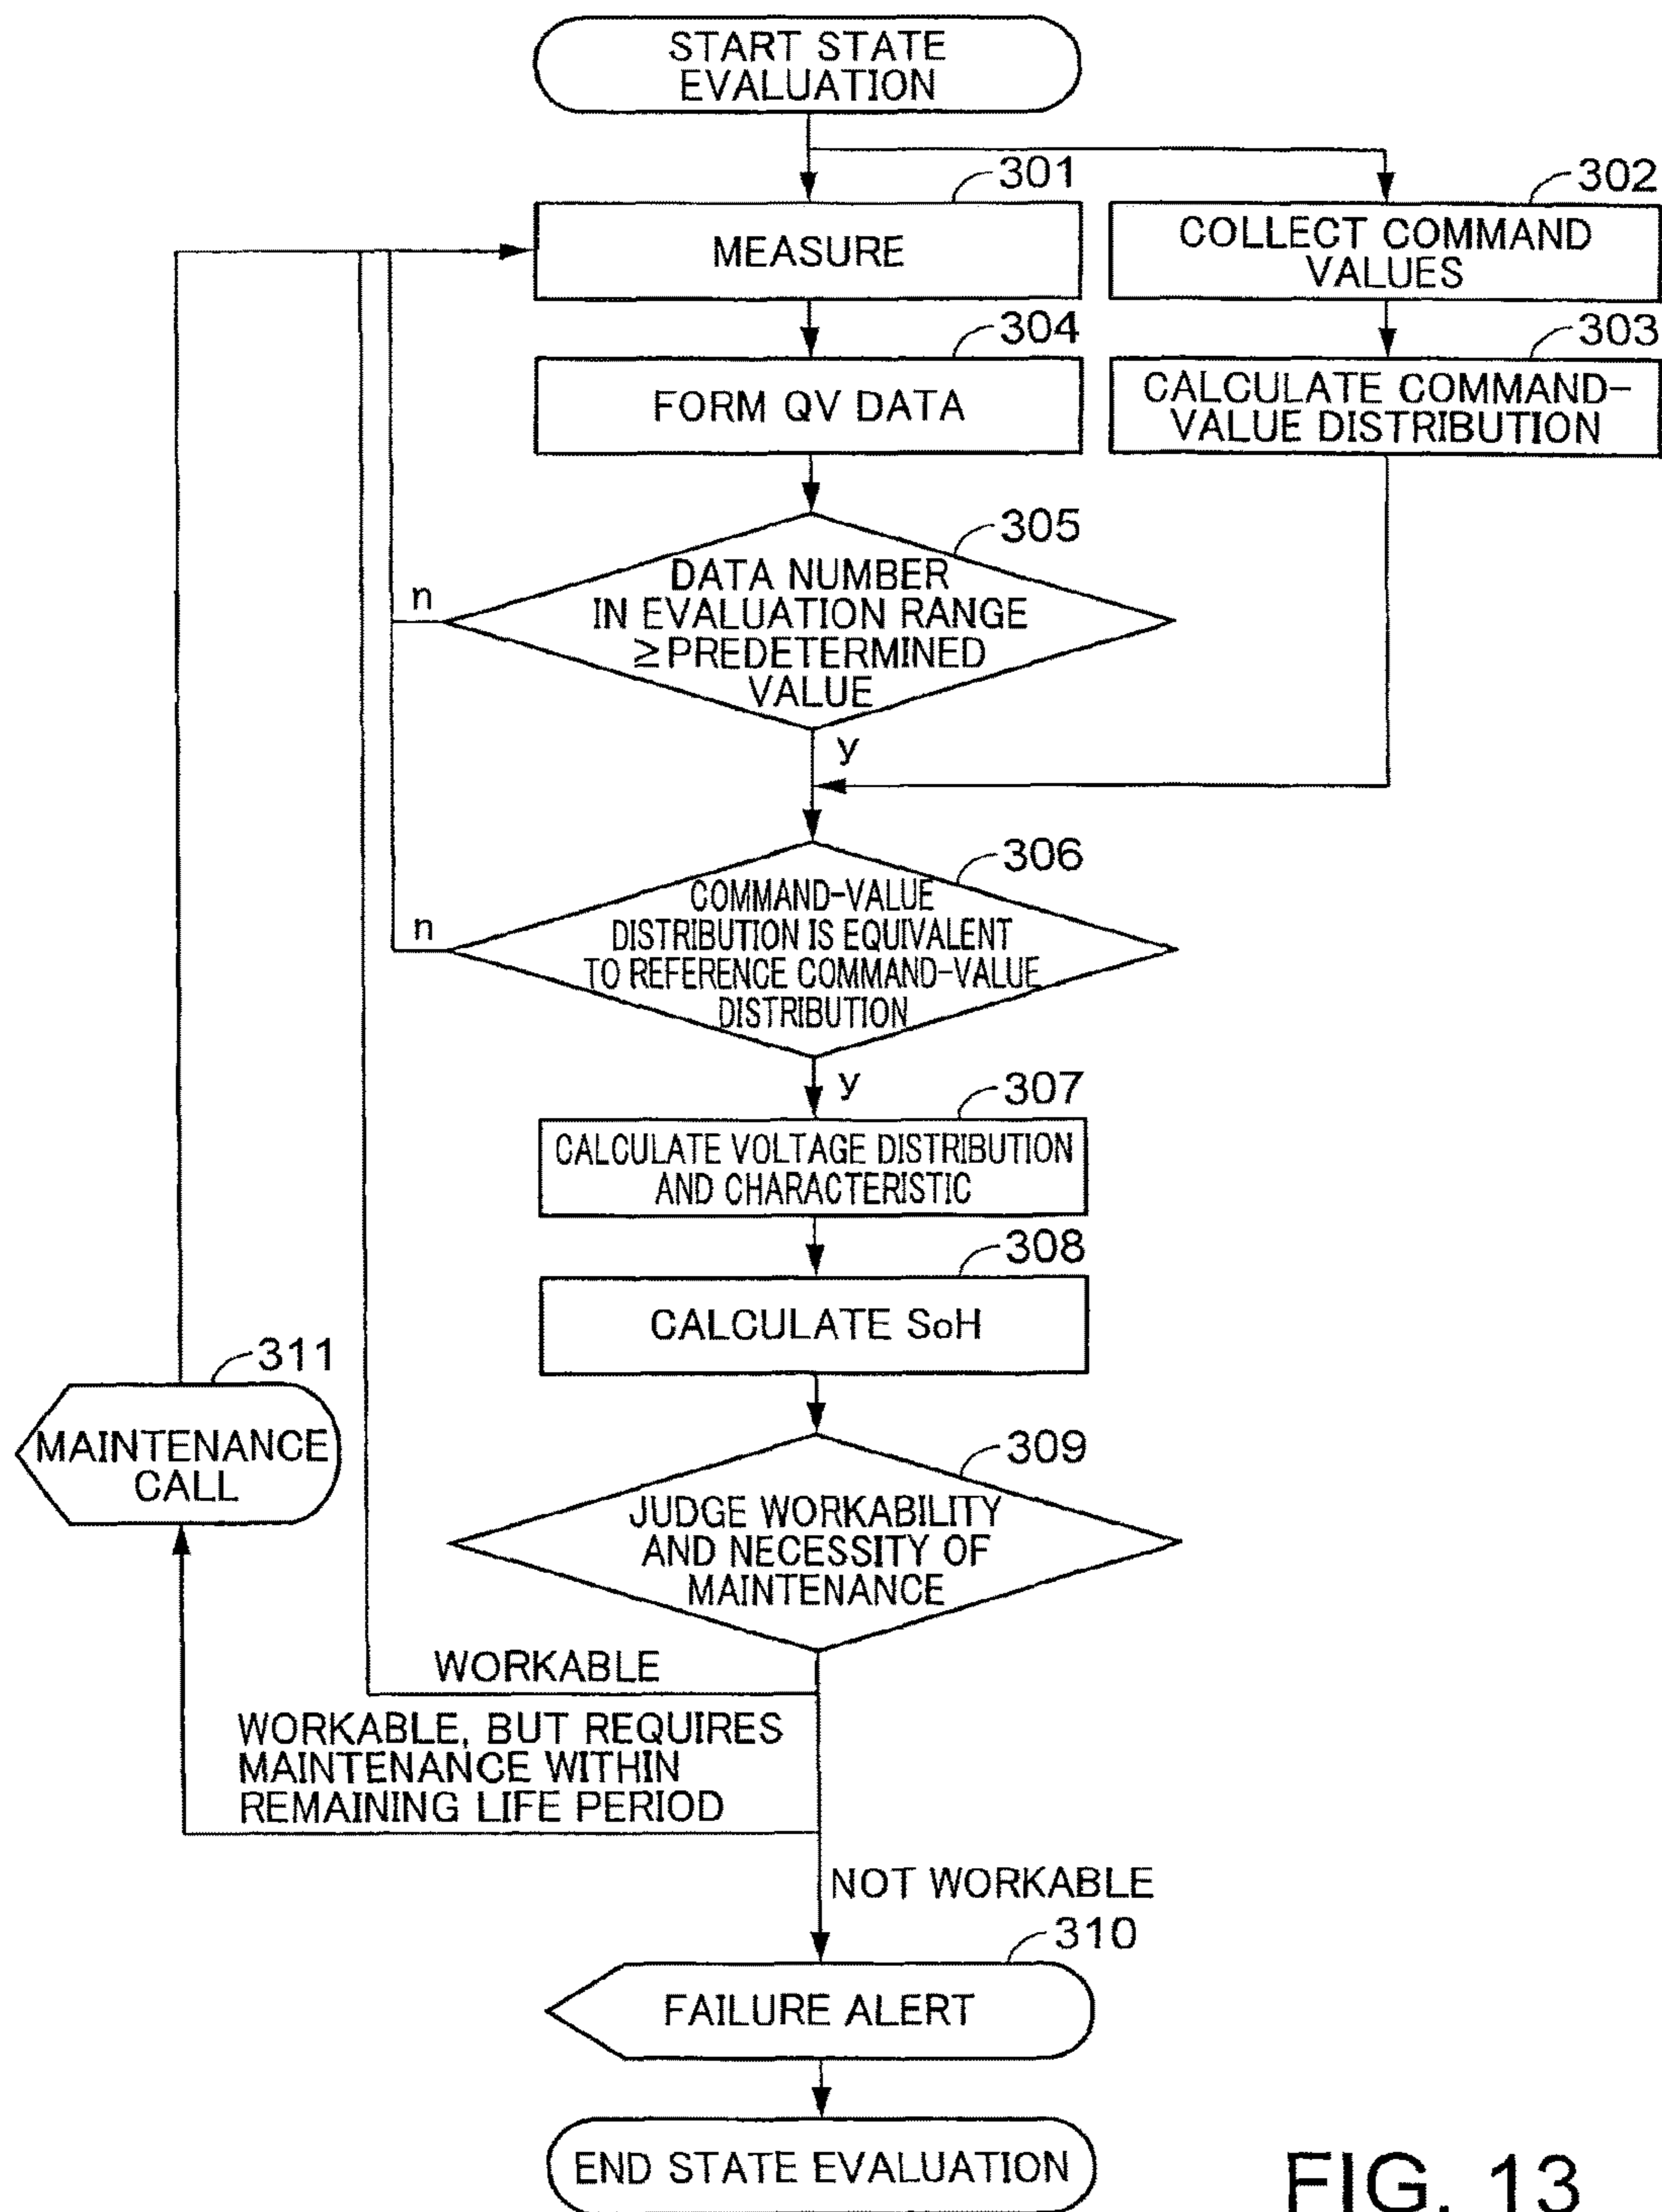 START STATE
EVALUATION
301
MEASURE
302
COLLECT COMMAND
VALUES
304
FORM QV DATA
303
CALCULATE COMMAND-
VALUE DISTRIBUTION
305
DATA NUMBER
IN EVALUATION RANGE
≥PREDETERMINED
VALUE
n
y
306
COMMAND-VALUE
DISTRIBUTION IS EQUIVALENT
TO REFERENCE COMMAND-VALUE
DISTRIBUTION
n
y
307
CALCULATE VOLTAGE DISTRIBUTION
AND CHARACTERISTIC
308
CALCULATE SoH
311
MAINTENANCE
CALL
309
JUDGE WORKABILITY
AND NECESSITY OF
MAINTENANCE
WORKABLE
WORKABLE, BUT REQUIRES
MAINTENANCE WITHIN
REMAINING LIFE PERIOD
NOT WORKABLE
310
FAILURE ALERT
END STATE EVALUATION
FIG. 13